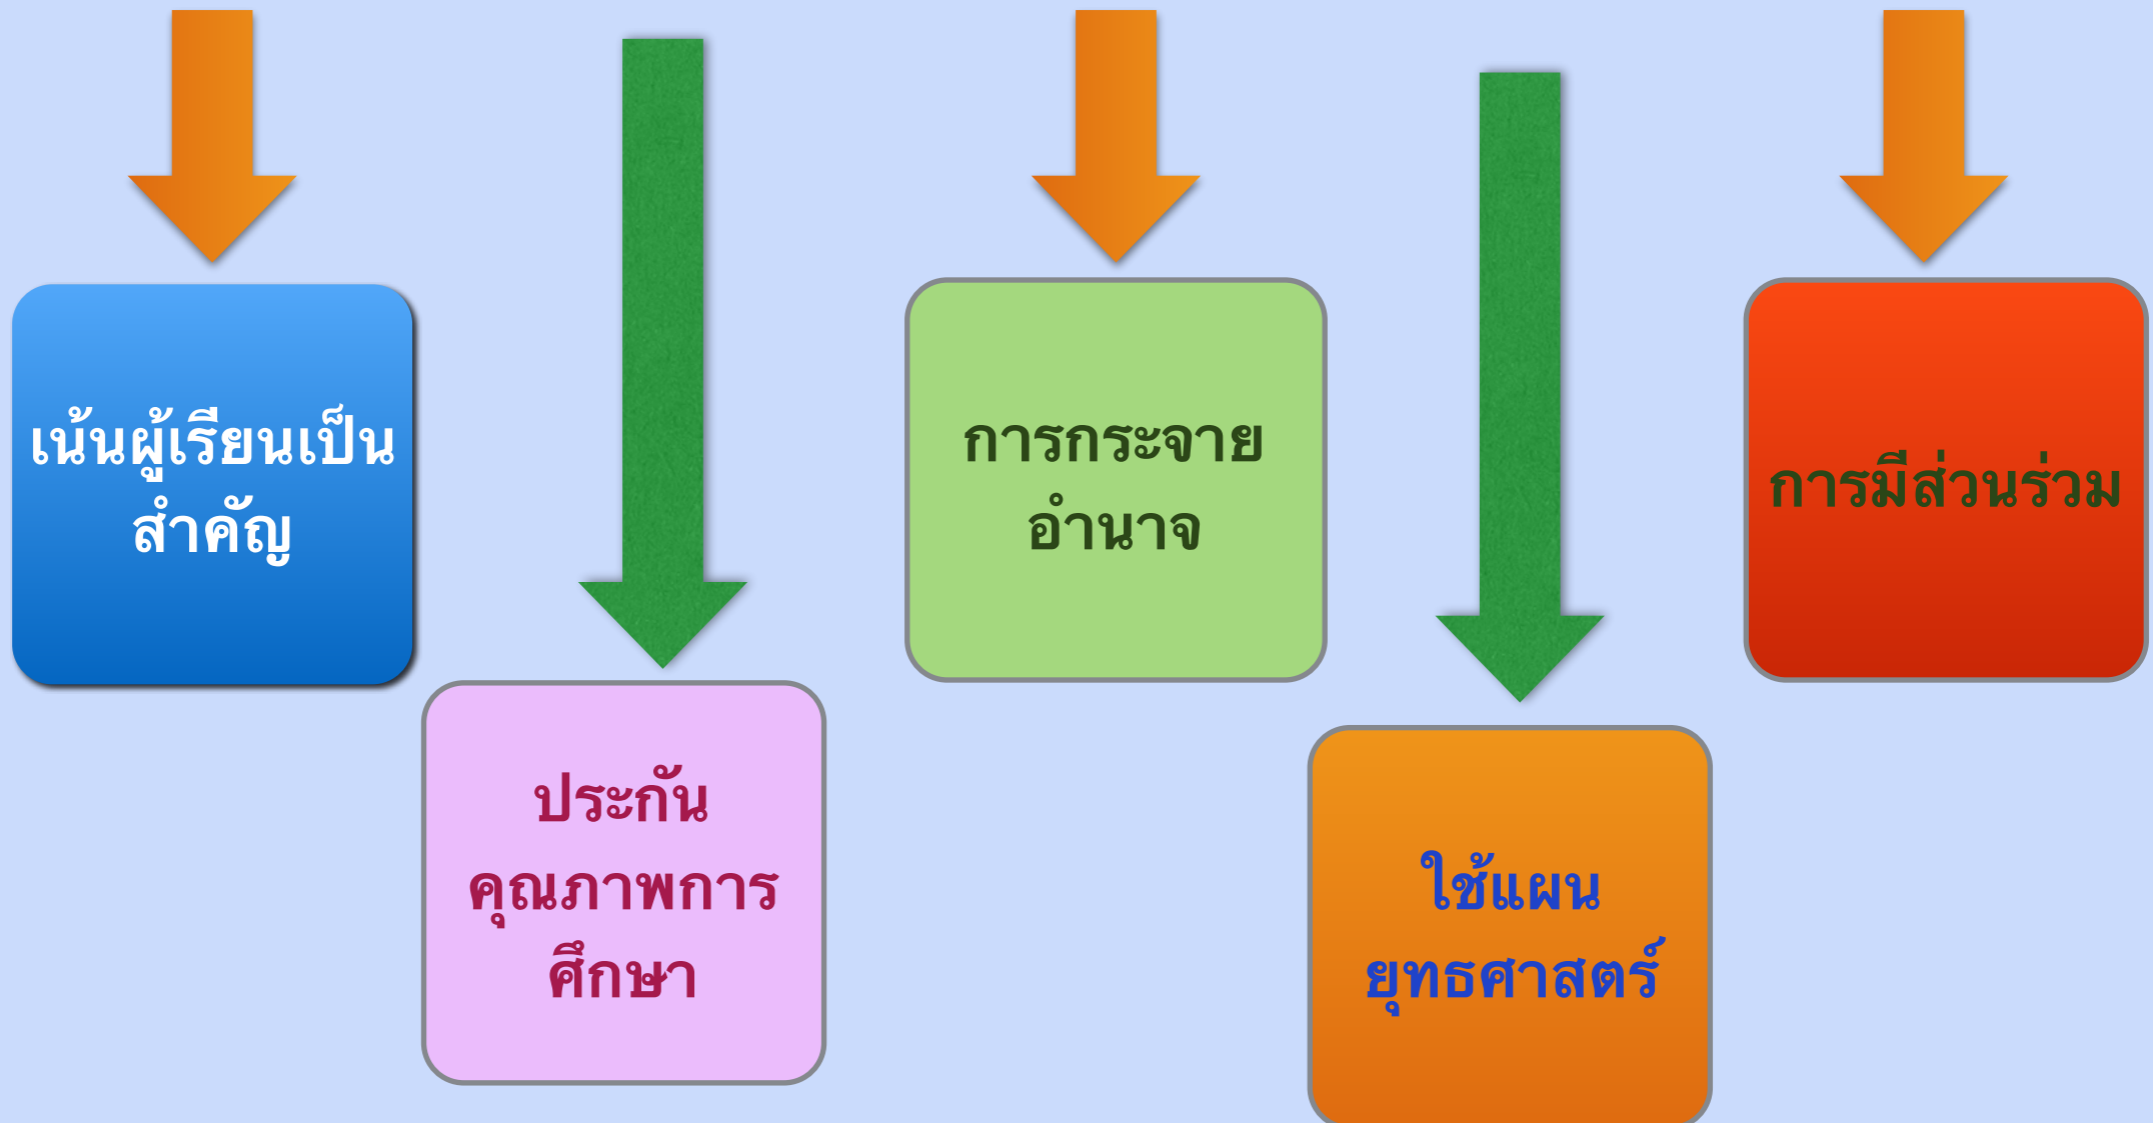 เน้นผู้เรียนเป็น
สำคัญ
ประกัน
คุณภาพการ
ศึกษา
การกระจาย
อำนาจ
ใช้แผน
ยุทธศาสตร์
การมีส่วนร่วม